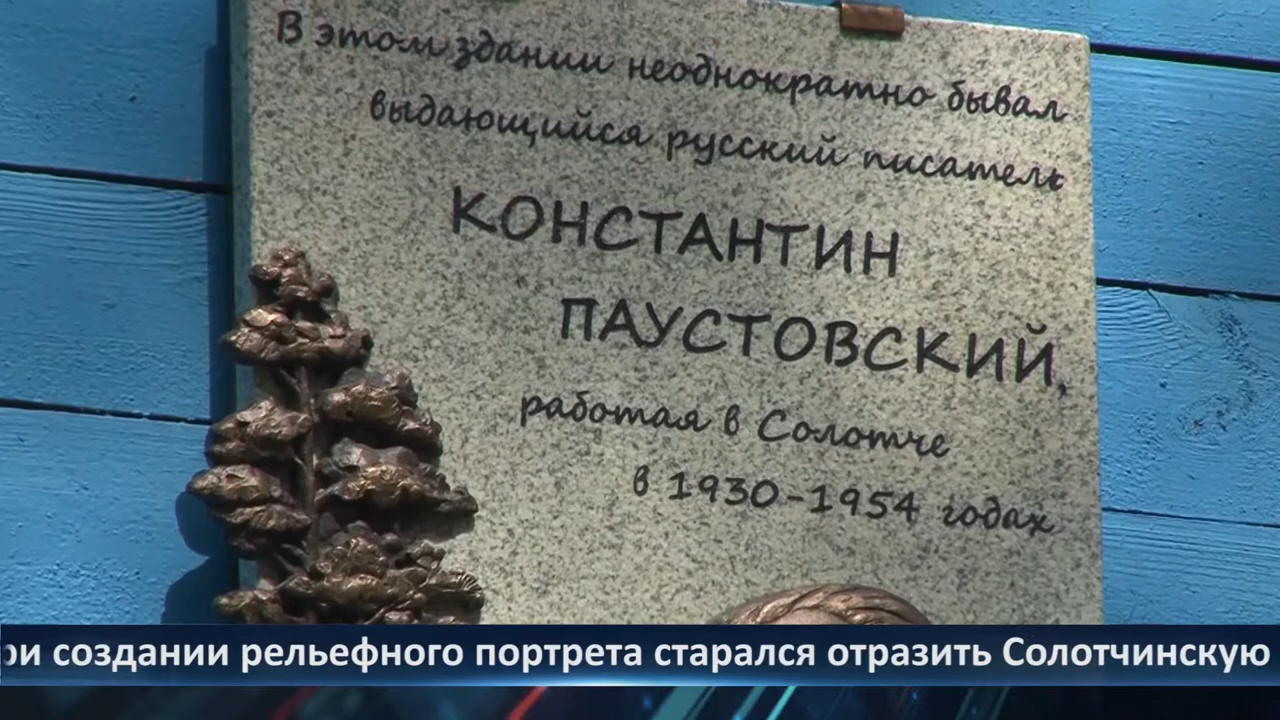 В этом здании неоднократно бывал
выдающийся русский писатель
КОНСТАНТИН
ПАУСТОВСКИЙ,
работая в Солотче
в 1930-1954 годах
ри создании рельефного портрета старался отразить Солотчинскую